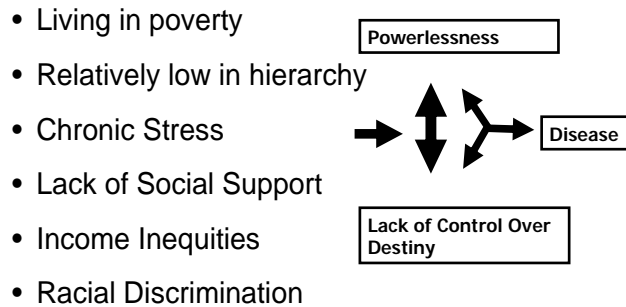 • Living in poverty
Powerlessness
• Relatively low in hierarchy
• Chronic Stress
Disease
• Lack of Social Support
Lack of Control Over
Destiny
• Income Inequities
• Racial Discrimination